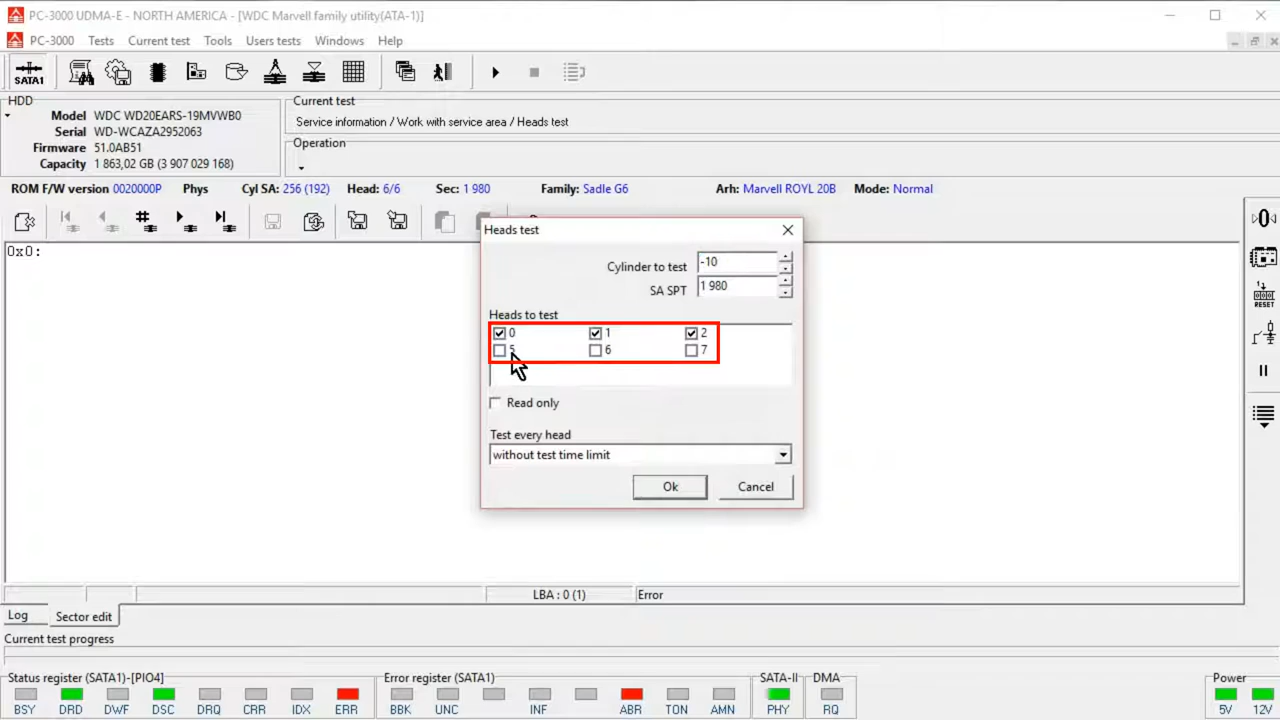 PC-3000 UDMA-E - NORTH AMERICA - [WDC Marvell family utility(ATA-1)]
PC-3000 Tests Current test Tools Users tests Windows Help
SATA1
HDD
Model WDC WD20EARS-19MVWB0
Serial WD-WCAZA2952063
Firmware 51.0AB51
Capacity 1 863,02 GB (3 907 029 168)
Current test
Service information / Work with service area / Heads test
Operation
ROM F/W version 0020000P Phys Cyl SA: 256 (192) Head: 6/6 Sec: 1 980 Family: Sadle G6 Arh: Marvell ROYL 20B Mode: Normal
0x0:
Heads test
Cylinder to test -10
SA SPT 1 980
Heads to test
0 1 2
5 6 7
Read only
Test every head
without test time limit
Ok Cancel
0
RESET
LBA : 0 (1) Error
Log Sector edit
Current test progress
Status register (SATA1)-[PIO4] Error register (SATA1) SATA-II DMA Power
BSY DRD DWF DSC DRQ CRR IDX ERR BBK UNC INF ABR TON AMN PHY RQ 5V 12V